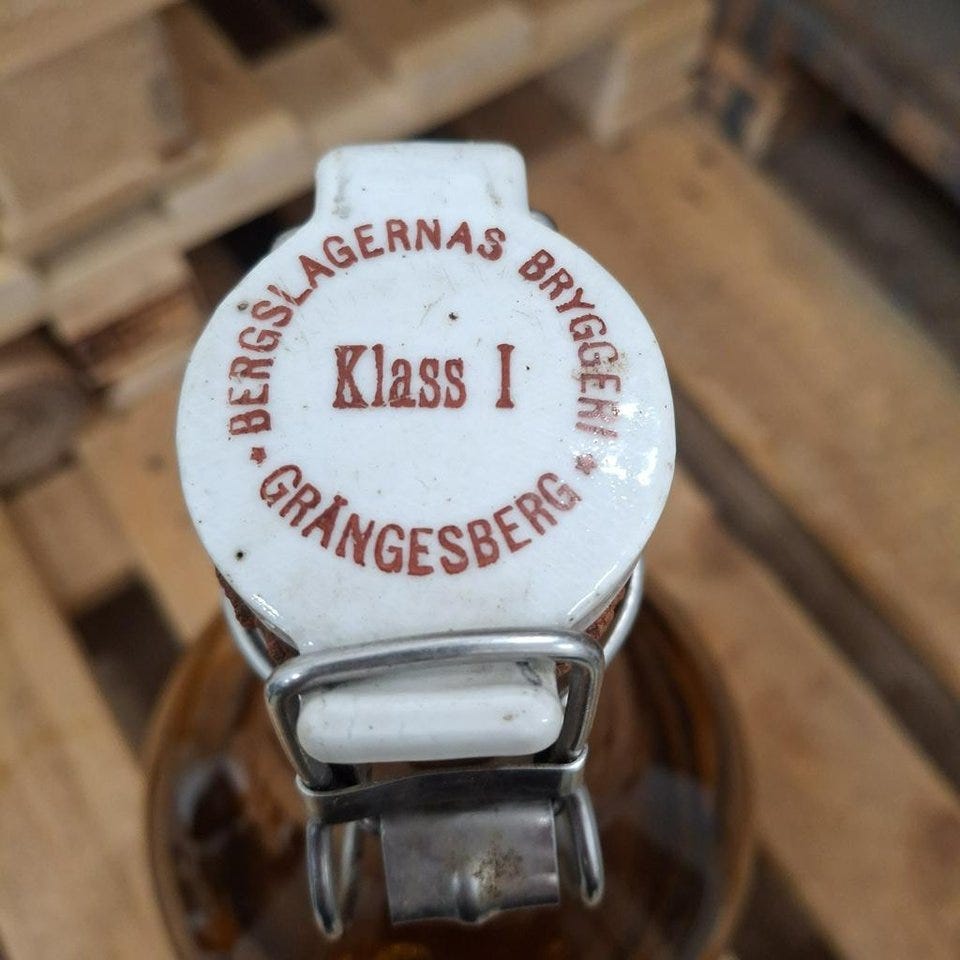 BERGSLAGERNAS BRYGGERI
Klass I
* GRÄNGESBERG *